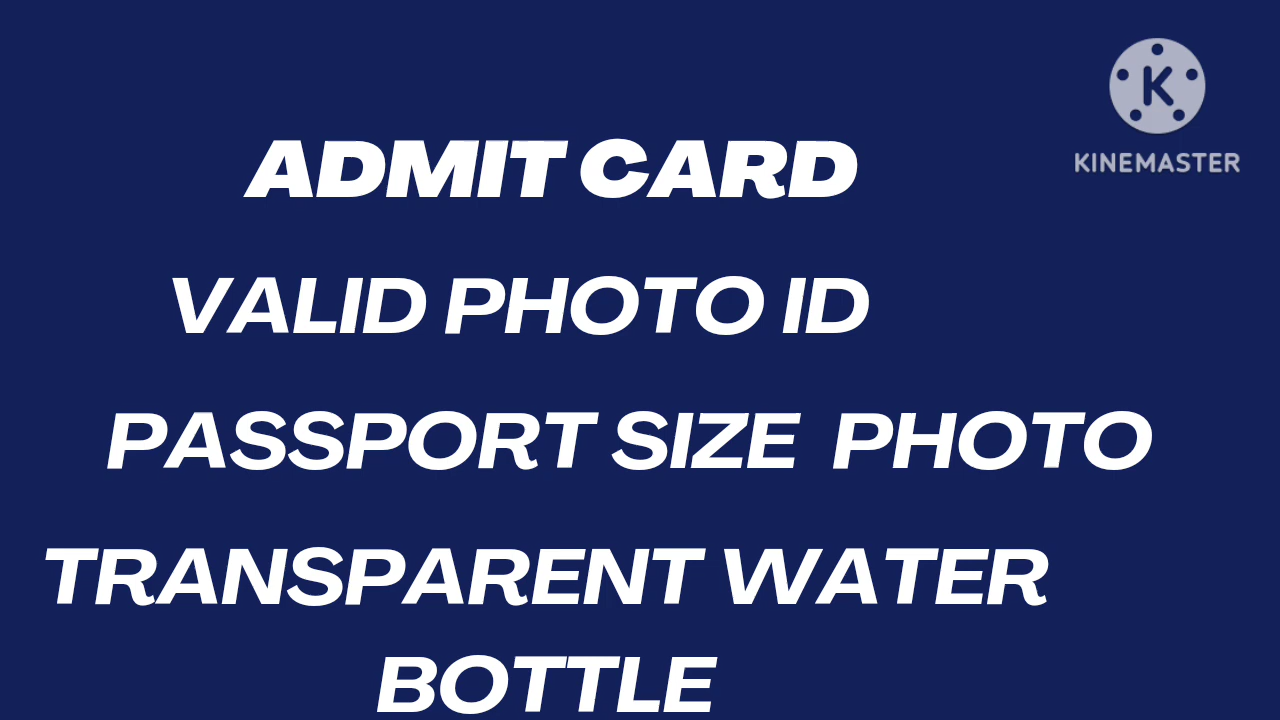 KINEMASTER
ADMIT CARD
VALID PHOTO ID
PASSPORT SIZE PHOTO
TRANSPARENT WATER
BOTTLE